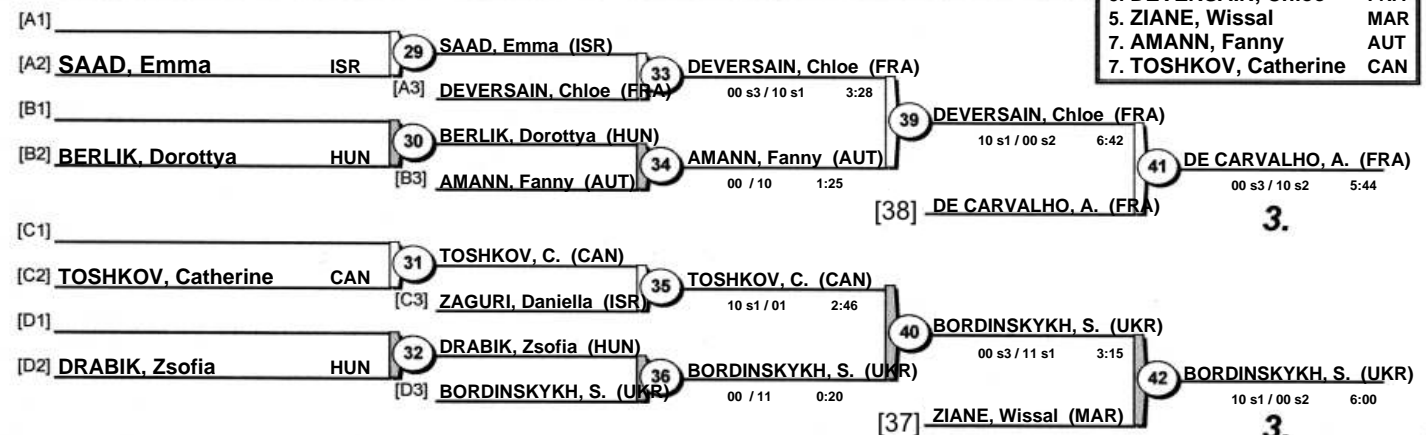 5. DEVERSAIN, Chloe FRA
5. ZIANE, Wissal MAR
7. AMANN, Fanny AUT
7. TOSHKOV, Catherine CAN
[A1]
[A2] SAAD, Emma ISR
29
SAAD, Emma (ISR)
[A3] DEVERSAIN, Chloe (FRA)
33
DEVERSAIN, Chloe (FRA)
00 s3 / 10 s1 3:28
[B1]
[B2] BERLIK, Dorottya HUN
30
BERLIK, Dorottya (HUN)
[B3] AMANN, Fanny (AUT)
34
AMANN, Fanny (AUT)
00 / 10 1:25
39
DEVERSAIN, Chloe (FRA)
10 s1 / 00 s2 6:42
[38] DE CARVALHO, A. (FRA)
41
DE CARVALHO, A. (FRA)
00 s3 / 10 s2 5:44
3.
[C1]
[C2] TOSHKOV, Catherine CAN
31
TOSHKOV, C. (CAN)
[C3] ZAGURI, Daniella (ISR)
35
TOSHKOV, C. (CAN)
10 s1 / 01 2:46
[D1]
[D2] DRABIK, Zsofia HUN
32
DRABIK, Zsofia (HUN)
[D3] BORDINSKYKH, S. (UKR)
36
BORDINSKYKH, S. (UKR)
00 / 11 0:20
40
BORDINSKYKH, S. (UKR)
00 s3 / 11 s1 3:15
[37] ZIANE, Wissal (MAR)
42
BORDINSKYKH, S. (UKR)
10 s1 / 00 s2 6:00
3.